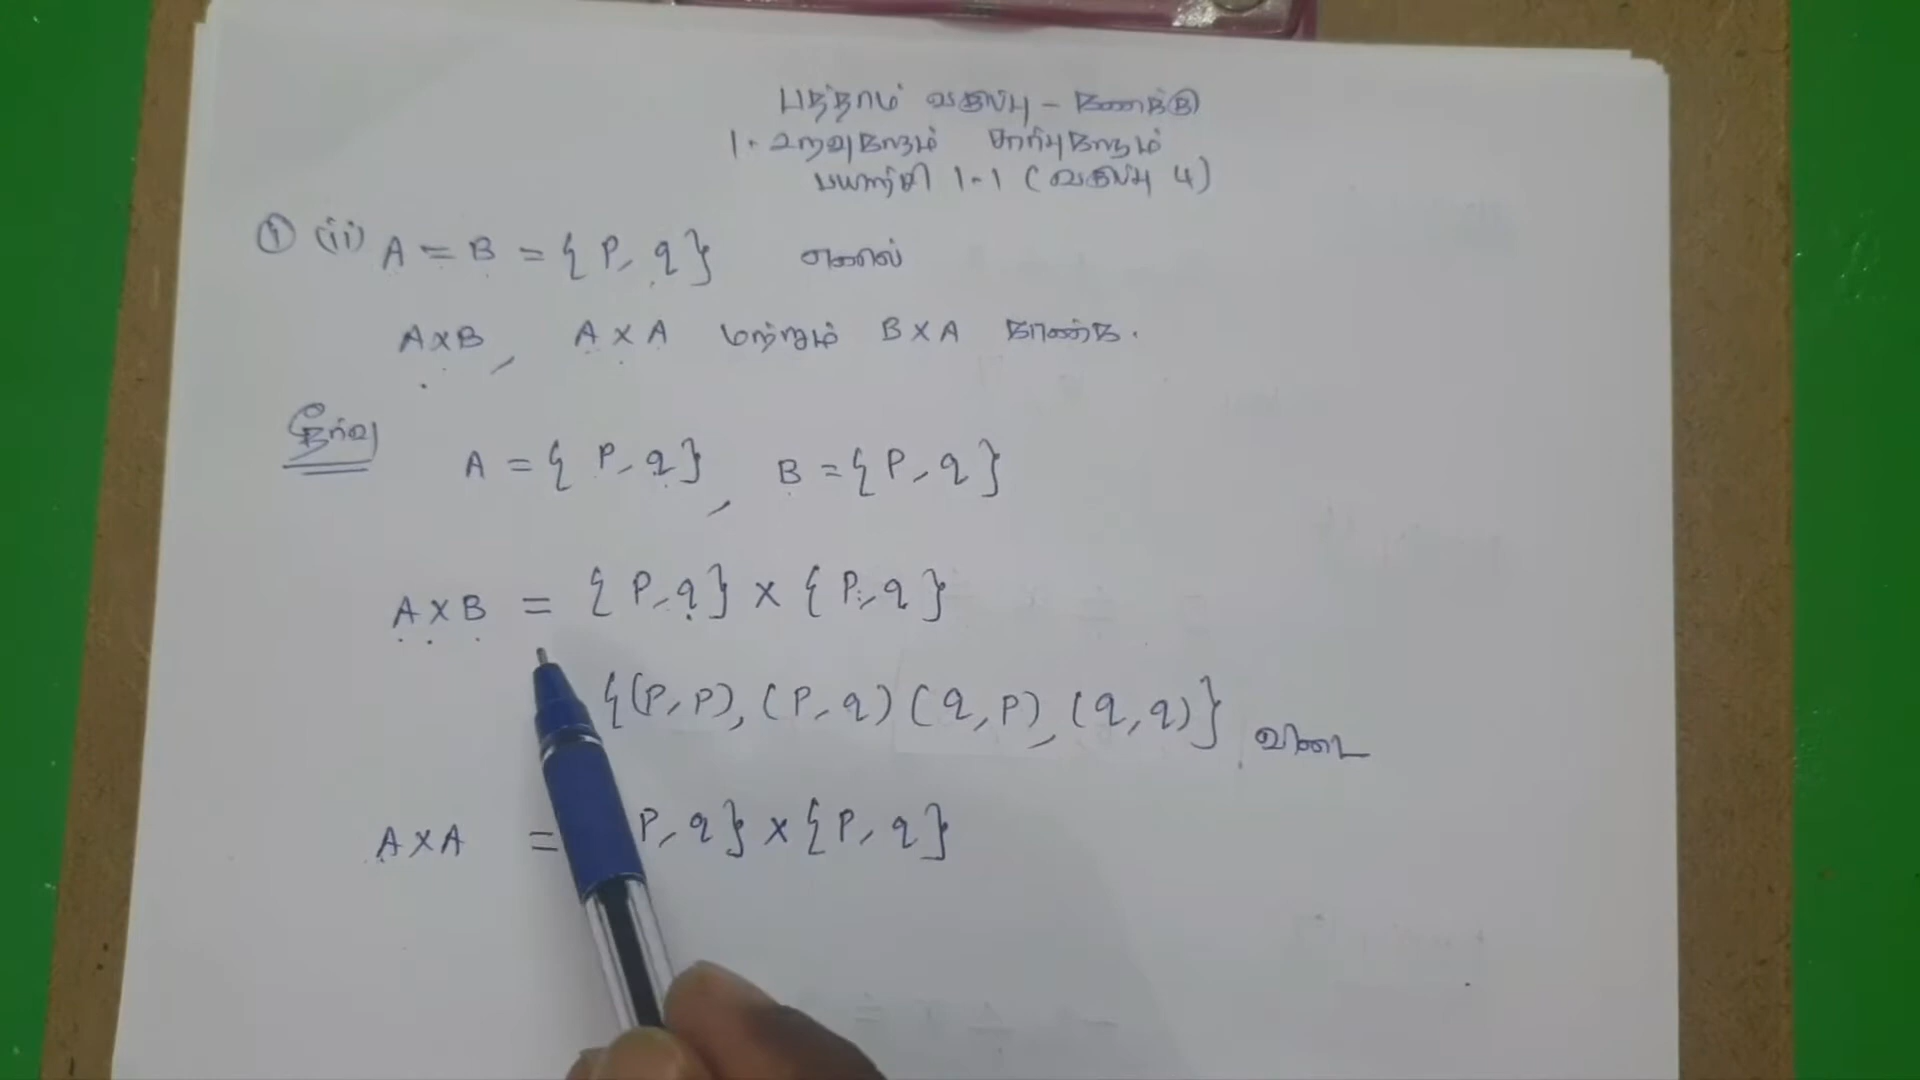 பத்தாம் வகுப்பு - கணக்கு
1. உறவுகளும் சார்புகளும்
பயிற்சி 1.1 (வகுப்பு 4)
① (ii) A = B = {P, q} எனில்
A×B, A × A மற்றும் B × A காண்க.
தீர்வு
A = { P, q}, B = {P, q}
A×B = { P, q} × { P, q}
{(P, P), (P, q) (q, P), (q, q)} விடை
A×A = P, q} × {P, q}